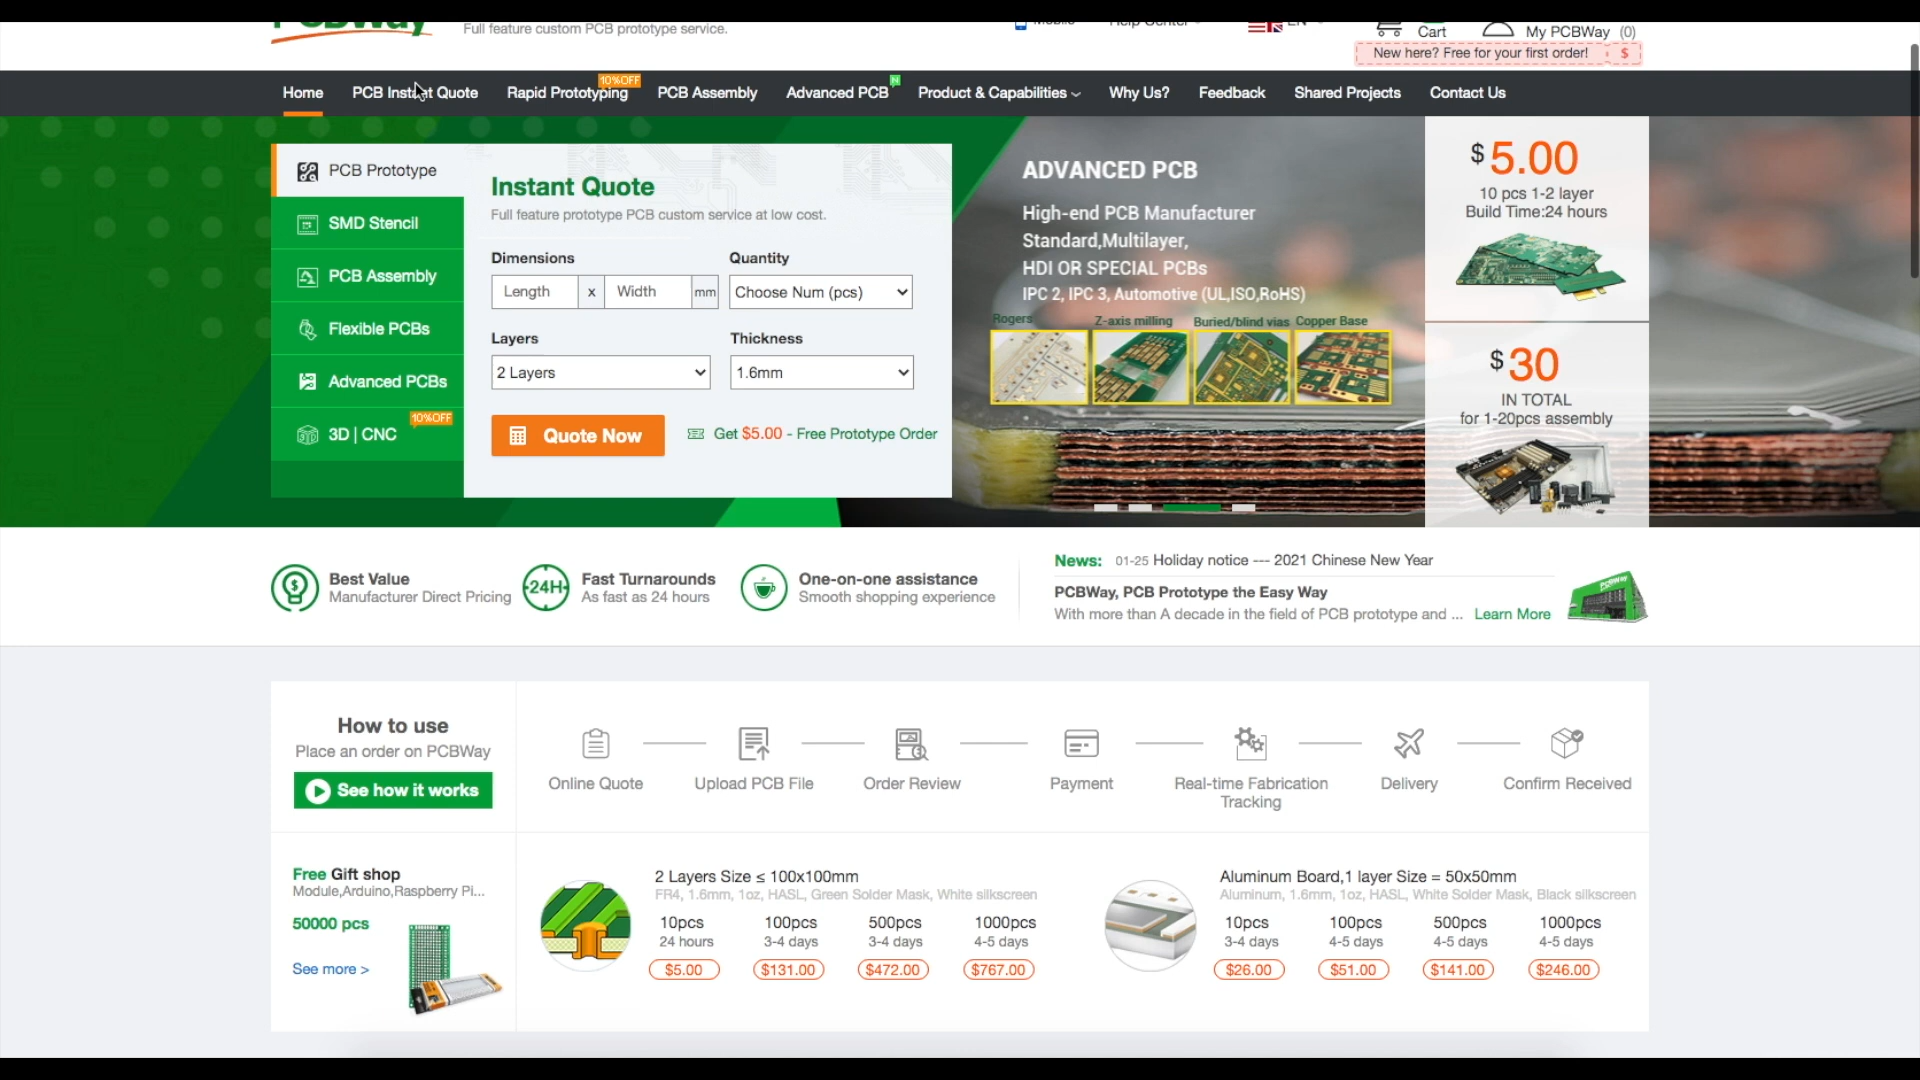 PCBWay
Full feature custom PCB prototype service.
Mobile
Help Center
EN
Cart
My PCBWay (0)
New here? Free for your first order! $
Home
PCB Instant Quote
Rapid Prototyping
10%OFF
PCB Assembly
Advanced PCB
N
Product & Capabilities
Why Us?
Feedback
Shared Projects
Contact Us
PCB Prototype
SMD Stencil
PCB Assembly
Flexible PCBs
Advanced PCBs
10%OFF
3D | CNC
Instant Quote
Full feature prototype PCB custom service at low cost.
Dimensions
Quantity
Length x Width mm
Choose Num (pcs)
Layers
Thickness
2 Layers
1.6mm
Quote Now
Get $5.00 - Free Prototype Order
ADVANCED PCB
High-end PCB Manufacturer
Standard,Multilayer,
HDI OR SPECIAL PCBs
IPC 2, IPC 3, Automotive (UL,ISO,RoHS)
Rogers
Z-axis milling
Buried/blind vias
Copper Base
$5.00
10 pcs 1-2 layer
Build Time:24 hours
$30
IN TOTAL
for 1-20pcs assembly
Best Value
Manufacturer Direct Pricing
24H
Fast Turnarounds
As fast as 24 hours
One-on-one assistance
Smooth shopping experience
News: 01-25 Holiday notice --- 2021 Chinese New Year
PCBWay, PCB Prototype the Easy Way
With more than A decade in the field of PCB prototype and ... Learn More
PCBWay
How to use
Place an order on PCBWay
See how it works
Online Quote
Upload PCB File
Order Review
Payment
Real-time Fabrication
Tracking
Delivery
Confirm Received
Free Gift shop
Module,Arduino,Raspberry Pi...
50000 pcs
See more >
2 Layers Size ≤ 100x100mm
FR4, 1.6mm, 1oz, HASL, Green Solder Mask, White silkscreen
10pcs 100pcs 500pcs 1000pcs
24 hours 3-4 days 3-4 days 4-5 days
$5.00 $131.00 $472.00 $767.00
Aluminum Board,1 layer Size = 50x50mm
Aluminum, 1.6mm, 1oz, HASL, White Solder Mask, Black silkscreen
10pcs 100pcs 500pcs 1000pcs
3-4 days 4-5 days 4-5 days 4-5 days
$26.00 $51.00 $141.00 $246.00